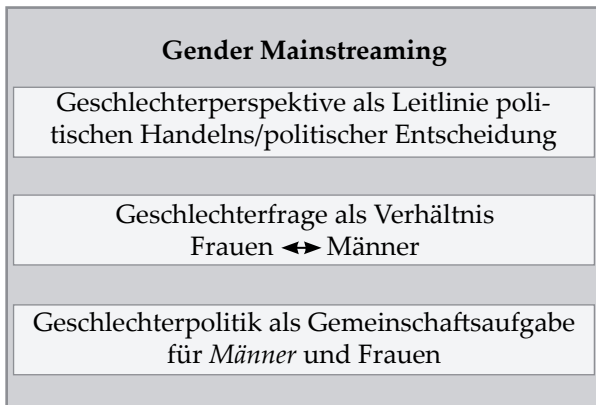 Gender Mainstreaming
Geschlechterperspektive als Leitlinie poli-
tischen Handelns/politischer Entscheidung
Geschlechterfrage als Verhältnis
Frauen ↔ Männer
Geschlechterpolitik als Gemeinschaftsaufgabe
für Männer und Frauen